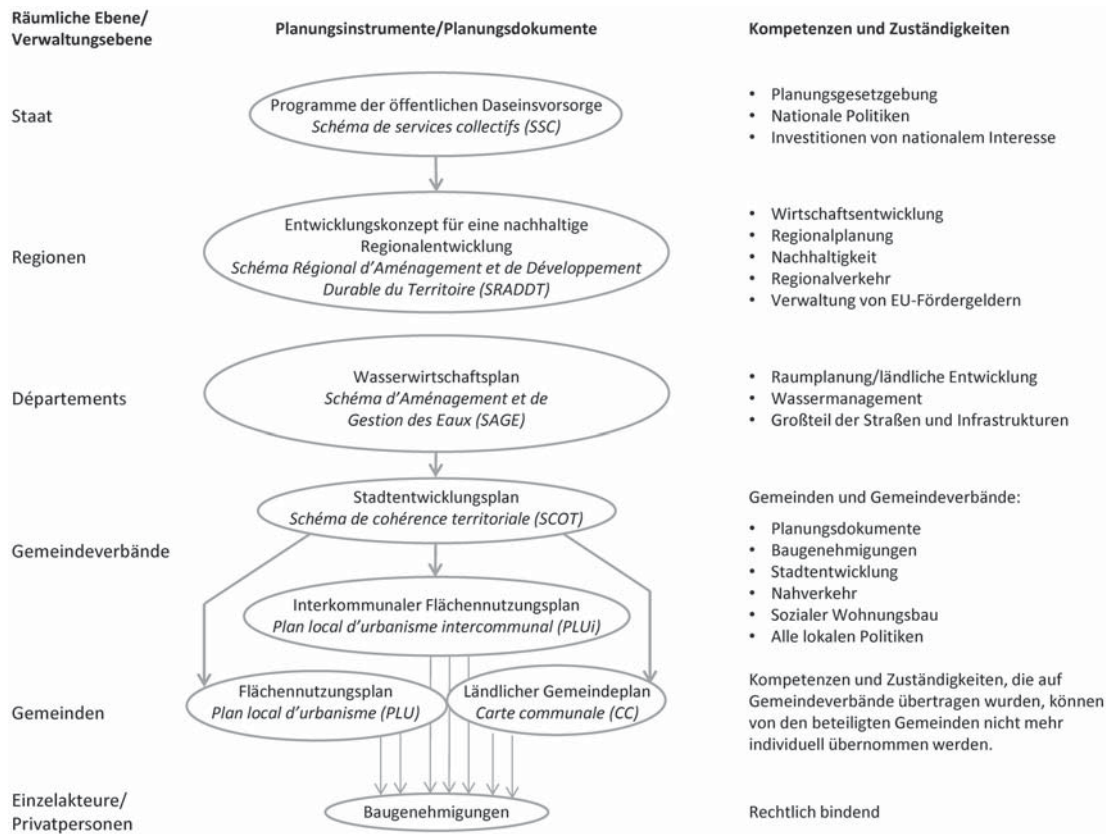 Räumliche Ebene/
Verwaltungsebene
Planungsinstrumente/Planungsdokumente
Kompetenzen und Zuständigkeiten
Staat
Programme der öffentlichen Daseinsvorsorge
Schéma de services collectifs (SSC)
• Planungsgesetzgebung
• Nationale Politiken
• Investitionen von nationalem Interesse
Regionen
Entwicklungskonzept für eine nachhaltige
Regionalentwicklung
Schéma Régional d'Aménagement et de Développement
Durable du Territoire (SRADDT)
• Wirtschaftsentwicklung
• Regionalplanung
• Nachhaltigkeit
• Regionalverkehr
• Verwaltung von EU-Fördergeldern
Départements
Wasserwirtschaftsplan
Schéma d'Aménagement et de
Gestion des Eaux (SAGE)
• Raumplanung/ländliche Entwicklung
• Wassermanagement
• Großteil der Straßen und Infrastrukturen
Gemeindeverbände
Stadtentwicklungsplan
Schéma de cohérence territoriale (SCOT)
Interkommunaler Flächennutzungsplan
Plan local d'urbanisme intercommunal (PLUi)
Gemeinden und Gemeindeverbände:
• Planungsdokumente
• Baugenehmigungen
• Stadtentwicklung
• Nahverkehr
• Sozialer Wohnungsbau
• Alle lokalen Politiken
Gemeinden
Flächennutzungsplan
Plan local d'urbanisme (PLU)
Ländlicher Gemeindeplan
Carte communale (CC)
Kompetenzen und Zuständigkeiten, die auf
Gemeindeverbände übertragen wurden, können
von den beteiligten Gemeinden nicht mehr
individuell übernommen werden.
Einzelakteure/
Privatpersonen
Baugenehmigungen
Rechtlich bindend